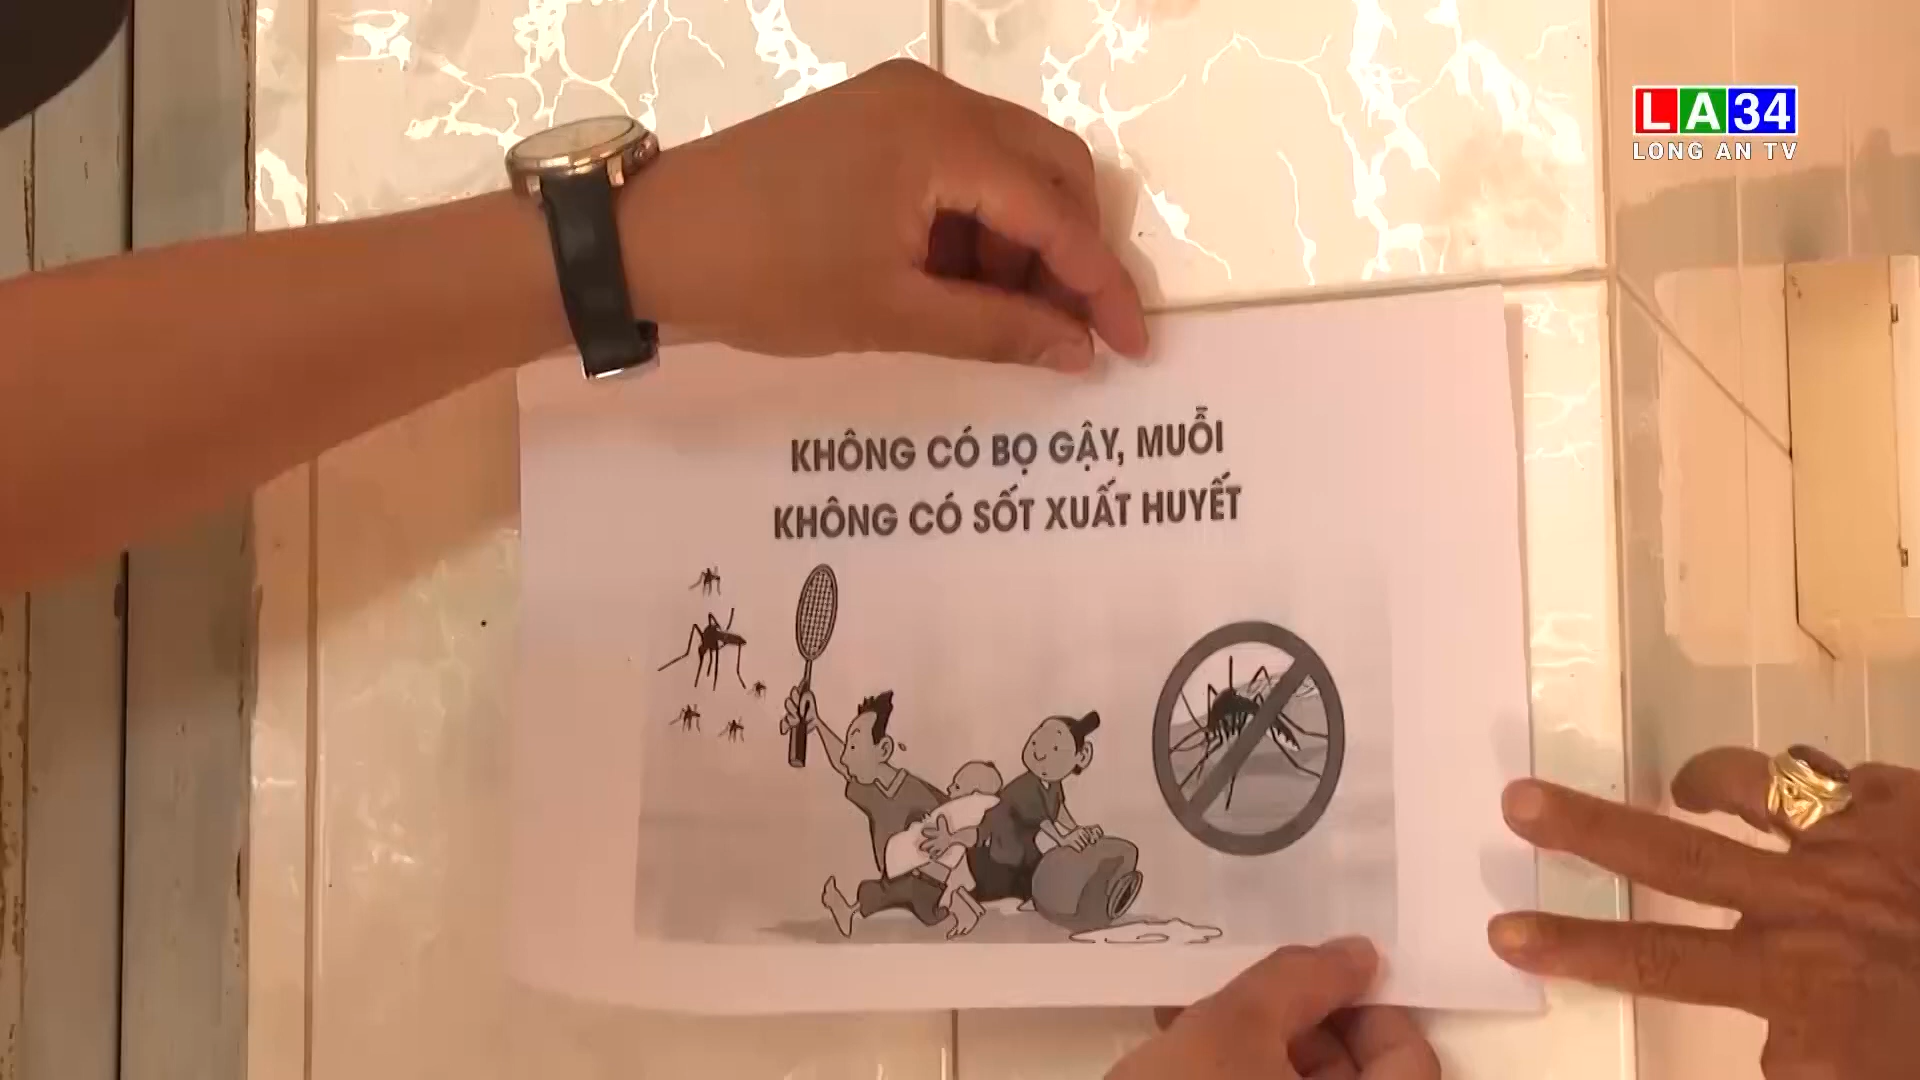 LA34
LONG AN TV
KHÔNG CÓ BỌ GẬY, MUỖI
KHÔNG CÓ SỐT XUẤT HUYẾT